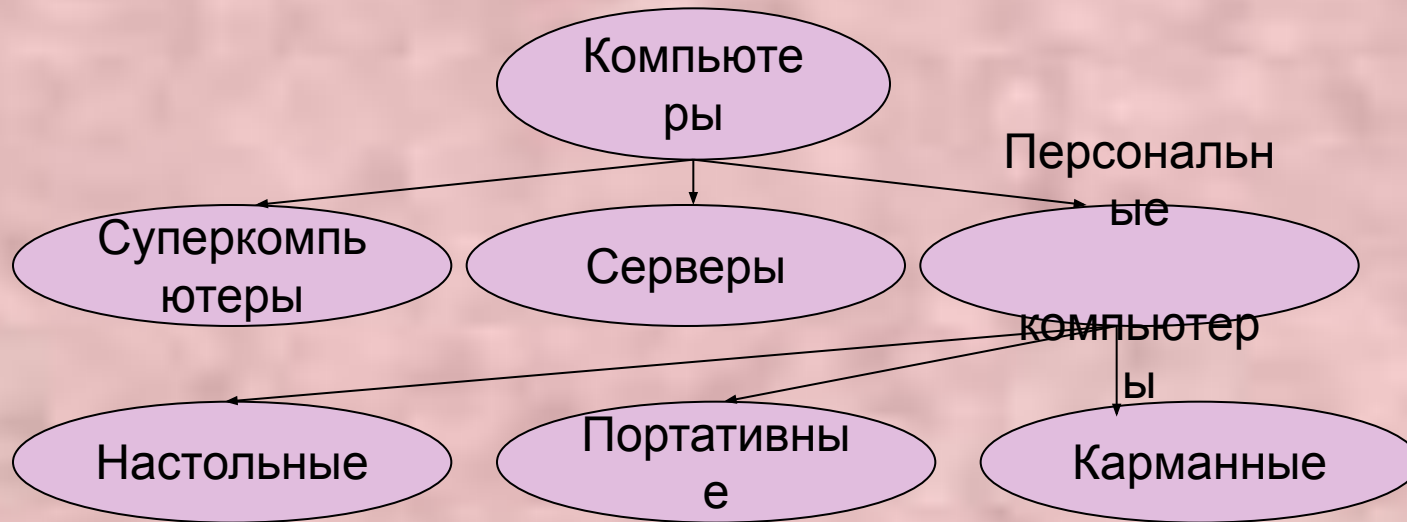 Компьюте
ры
Персональн
ые
компьютер
ы
Суперкомпь
ютеры
Серверы
Настольные
Портативны
е
Карманные